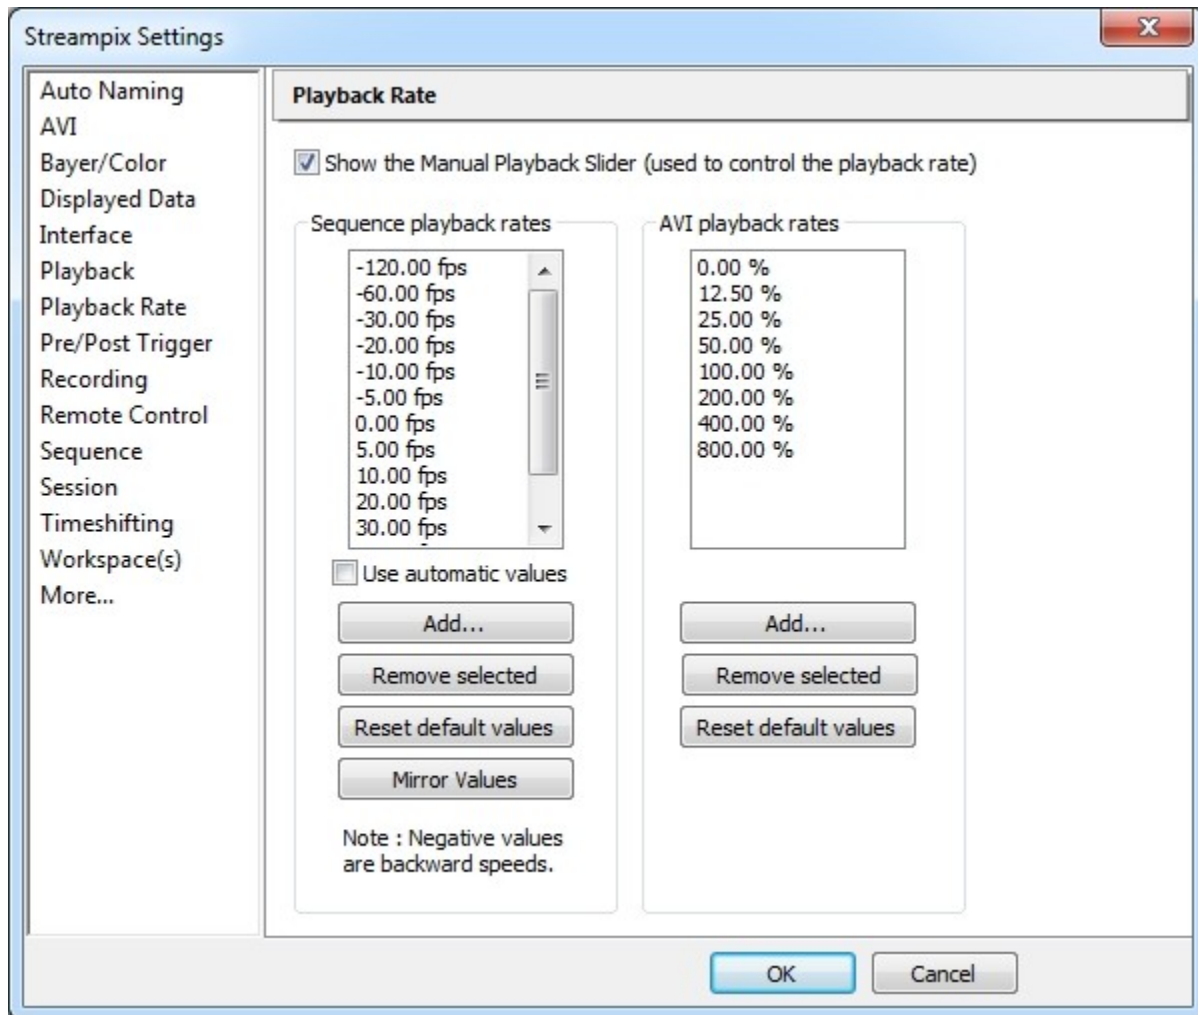 Streampix Settings
Auto Naming
AVI
Bayer/Color
Displayed Data
Interface
Playback
Playback Rate
Pre/Post Trigger
Recording
Remote Control
Sequence
Session
Timeshifting
Workspace(s)
More...
Playback Rate
Show the Manual Playback Slider (used to control the playback rate)
Sequence playback rates
-120.00 fps
-60.00 fps
-30.00 fps
-20.00 fps
-10.00 fps
-5.00 fps
0.00 fps
5.00 fps
10.00 fps
20.00 fps
30.00 fps
Use automatic values
Add...
Remove selected
Reset default values
Mirror Values
Note : Negative values
are backward speeds.
AVI playback rates
0.00 %
12.50 %
25.00 %
50.00 %
100.00 %
200.00 %
400.00 %
800.00 %
Add...
Remove selected
Reset default values
OK
Cancel